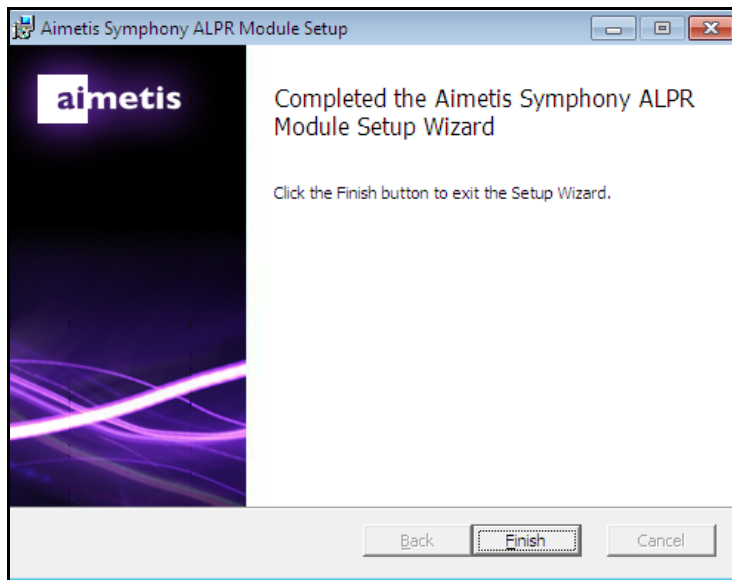 Aimetis Symphony ALPR Module Setup
aimetis
Completed the Aimetis Symphony ALPR
Module Setup Wizard
Click the Finish button to exit the Setup Wizard.
Back
Finish
Cancel